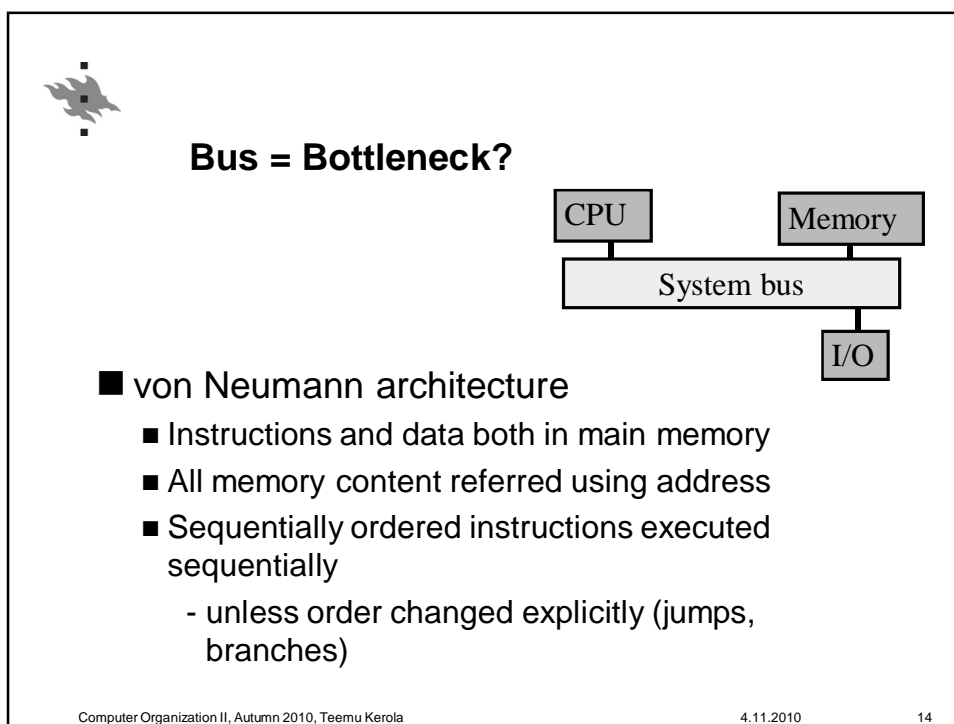 Bus = Bottleneck?
CPU
Memory
System bus
I/O
■ von Neumann architecture
■ Instructions and data both in main memory
■ All memory content referred using address
■ Sequentially ordered instructions executed
sequentially
- unless order changed explicitly (jumps,
branches)
Computer Organization II, Autumn 2010, Teemu Kerola
4.11.2010
14